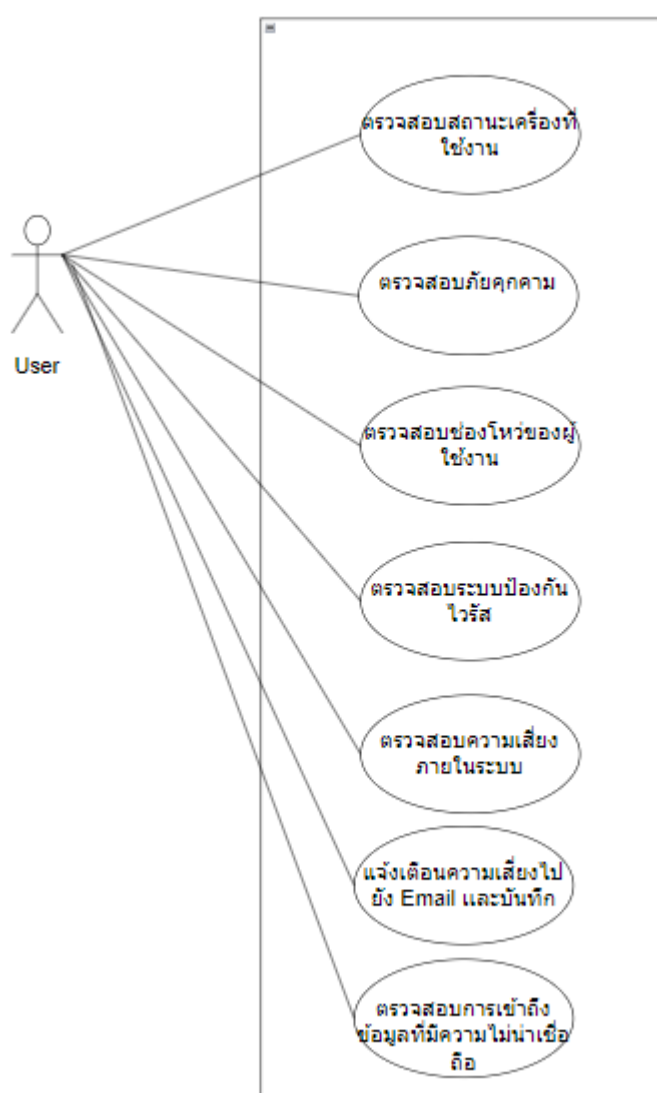 ตรวจสอบสถานะเครื่องที่
ใช้งาน
ตรวจสอบภัยคุกคาม
User
ตรวจสอบช่องโหว่ของผู้
ใช้งาน
ตรวจสอบระบบป้องกัน
ไวรัส
ตรวจสอบความเสี่ยง
ภายในระบบ
แจ้งเตือนความเสี่ยงไป
ยัง Email และบันทึก
ตรวจสอบการเข้าถึง
ข้อมูลที่มีความไม่น่าเชื่อ
ถือ